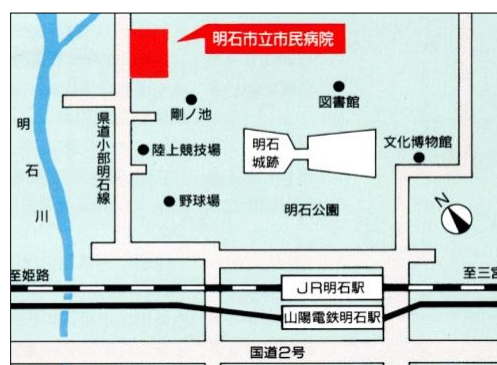 明石市立市民病院
図書館
剛ノ池
明石川
県道小部明石線
陸上競技場
明石
城跡
文化博物館
野球場
明石公園
N
至姫路
至三宮
JR明石駅
山陽電鉄明石駅
国道2号